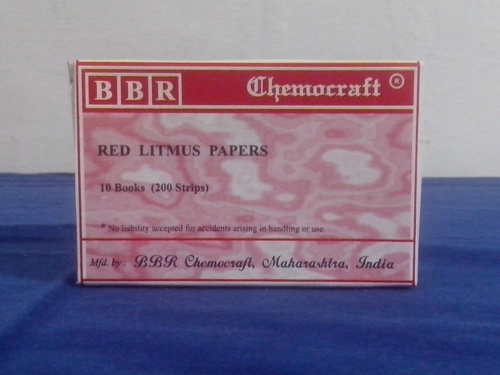 BBR Chemocraft ®
RED LITMUS PAPERS
10 Books (200 Strips)
* No liability accepted for accidents arising in handling or use.
Mfd. by: BBR Chemocraft, Maharashtra, India